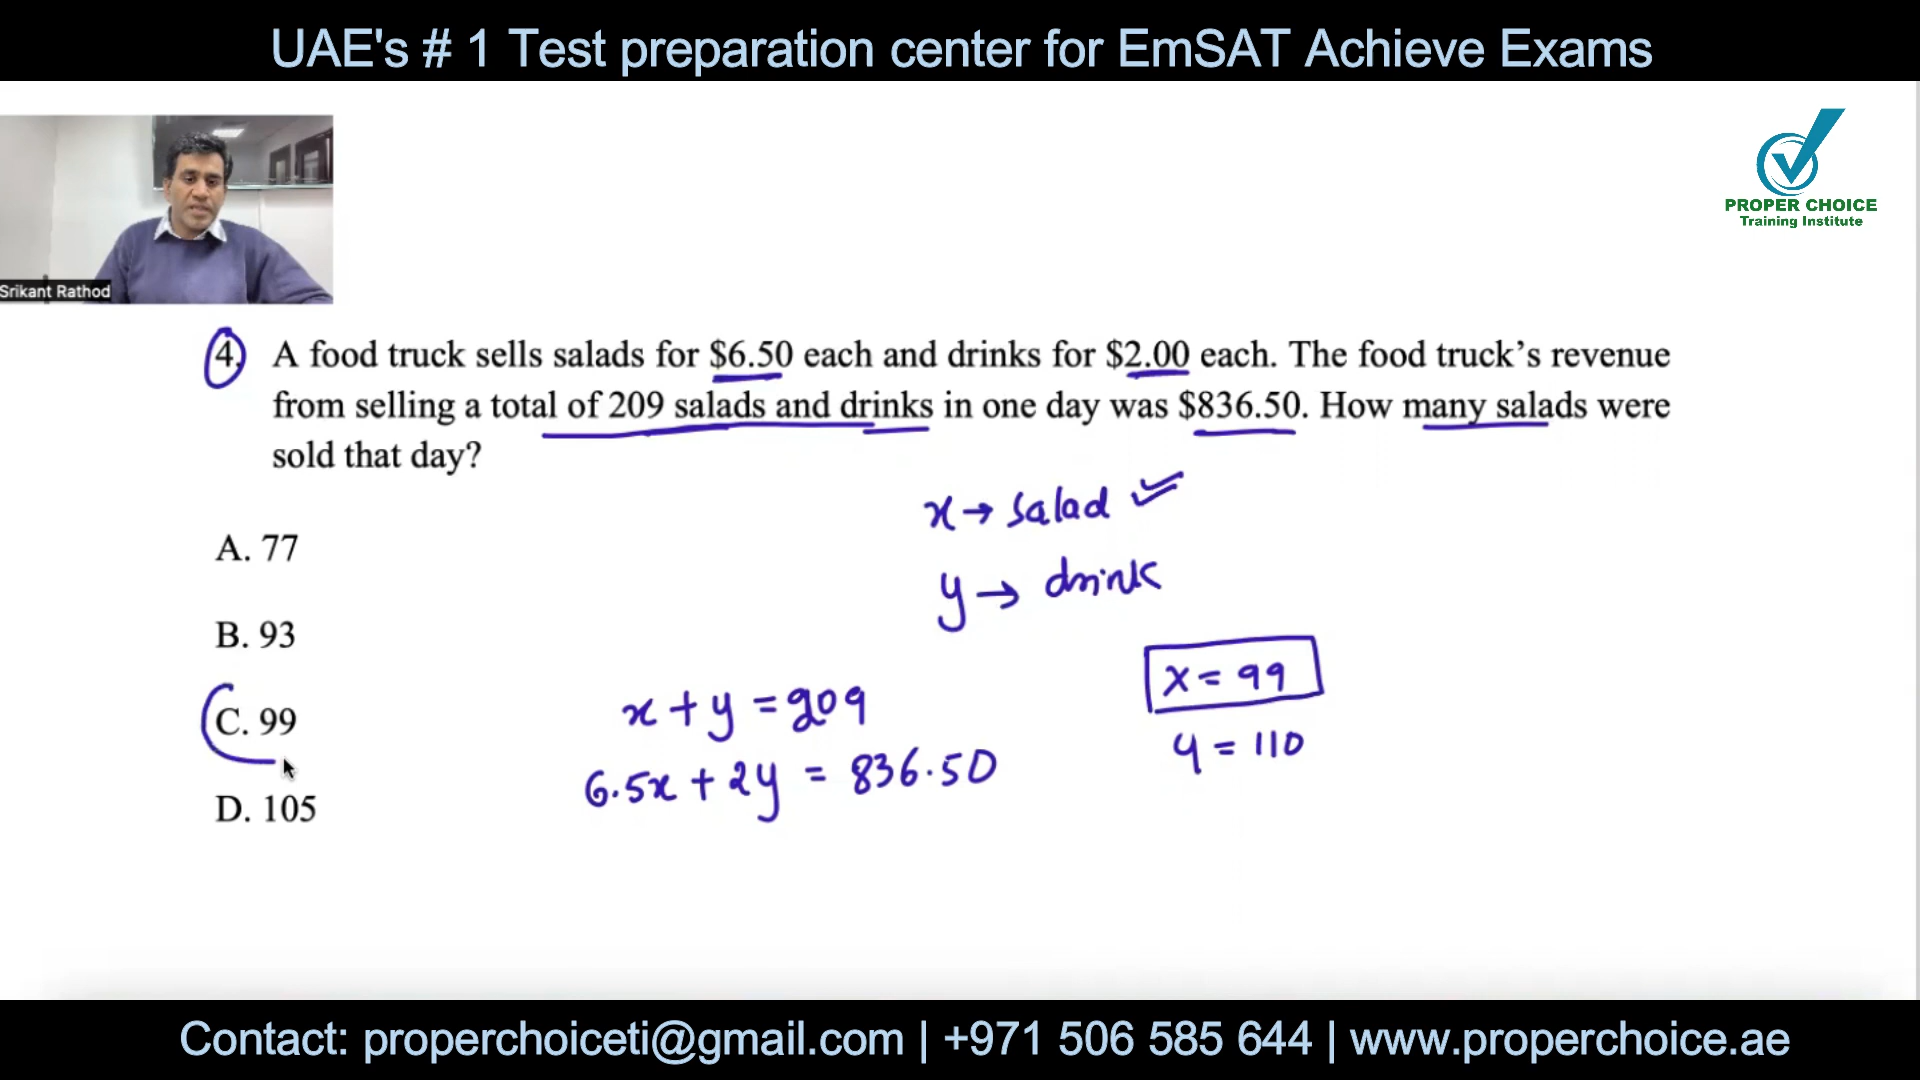 UAE's # 1 Test preparation center for EmSAT Achieve Exams
PROPER CHOICE
Training Institute
Srikant Rathod
4. A food truck sells salads for $6.50 each and drinks for $2.00 each. The food truck’s revenue
from selling a total of 209 salads and drinks in one day was $836.50. How many salads were
sold that day?
x → salad
y → drink
A. 77
B. 93
C. 99
D. 105
x + y = 209
6.5x + 2y = 836.50
x = 99
y = 110
Contact: properchoiceti@gmail.com | +971 506 585 644 | www.properchoice.ae